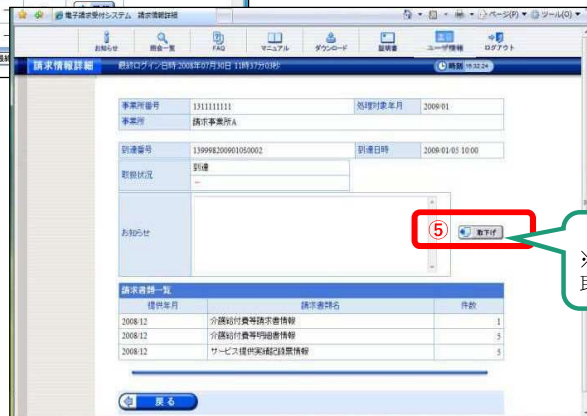 電子請求受付システム 請求情報詳細
ページ(P) ツール(O)
お知らせ 照会一覧 FAQ マニュアル ダウンロード 証明書 ユーザ情報 ログアウト
請求情報詳細 最終ログイン日時:2008年07月30日 11時37分03秒 時刻
事業所番号 1311111111 処理対象年月 2009/01
事業所 請求事業所A
到達番号 139998200901050002 到達日時 2009/01/05 10:00
取扱状況 到達
--
お知らせ
⑤ 取下げ
※
請求書類一覧
提供年月 請求書類名 件数
2008/12 介護給付費等請求書情報 1
2008/12 介護給付費等明細書情報 5
2008/12 サービス提供実績記録票情報 5
戻る